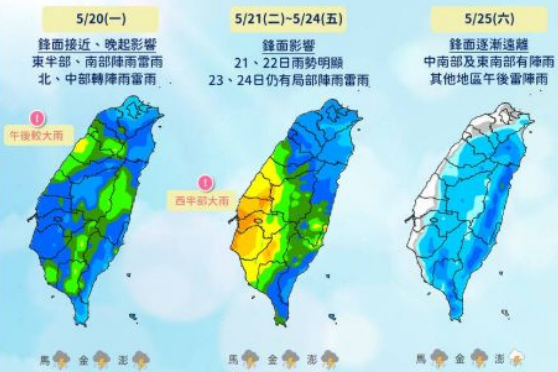 5/20(一)
鋒面接近、晚起影響
東半部、南部陣雨雷雨
北、中部轉陣雨雷雨
午後較大雨
馬 金 澎
5/21(二)~5/24(五)
鋒面影響
21、22日雨勢明顯
23、24日仍有局部陣雨雷雨
西半部大雨
馬 金 澎
5/25(六)
鋒面逐漸遠離
中南部及東南部有陣雨
其他地區午後雷陣雨
馬 金 澎